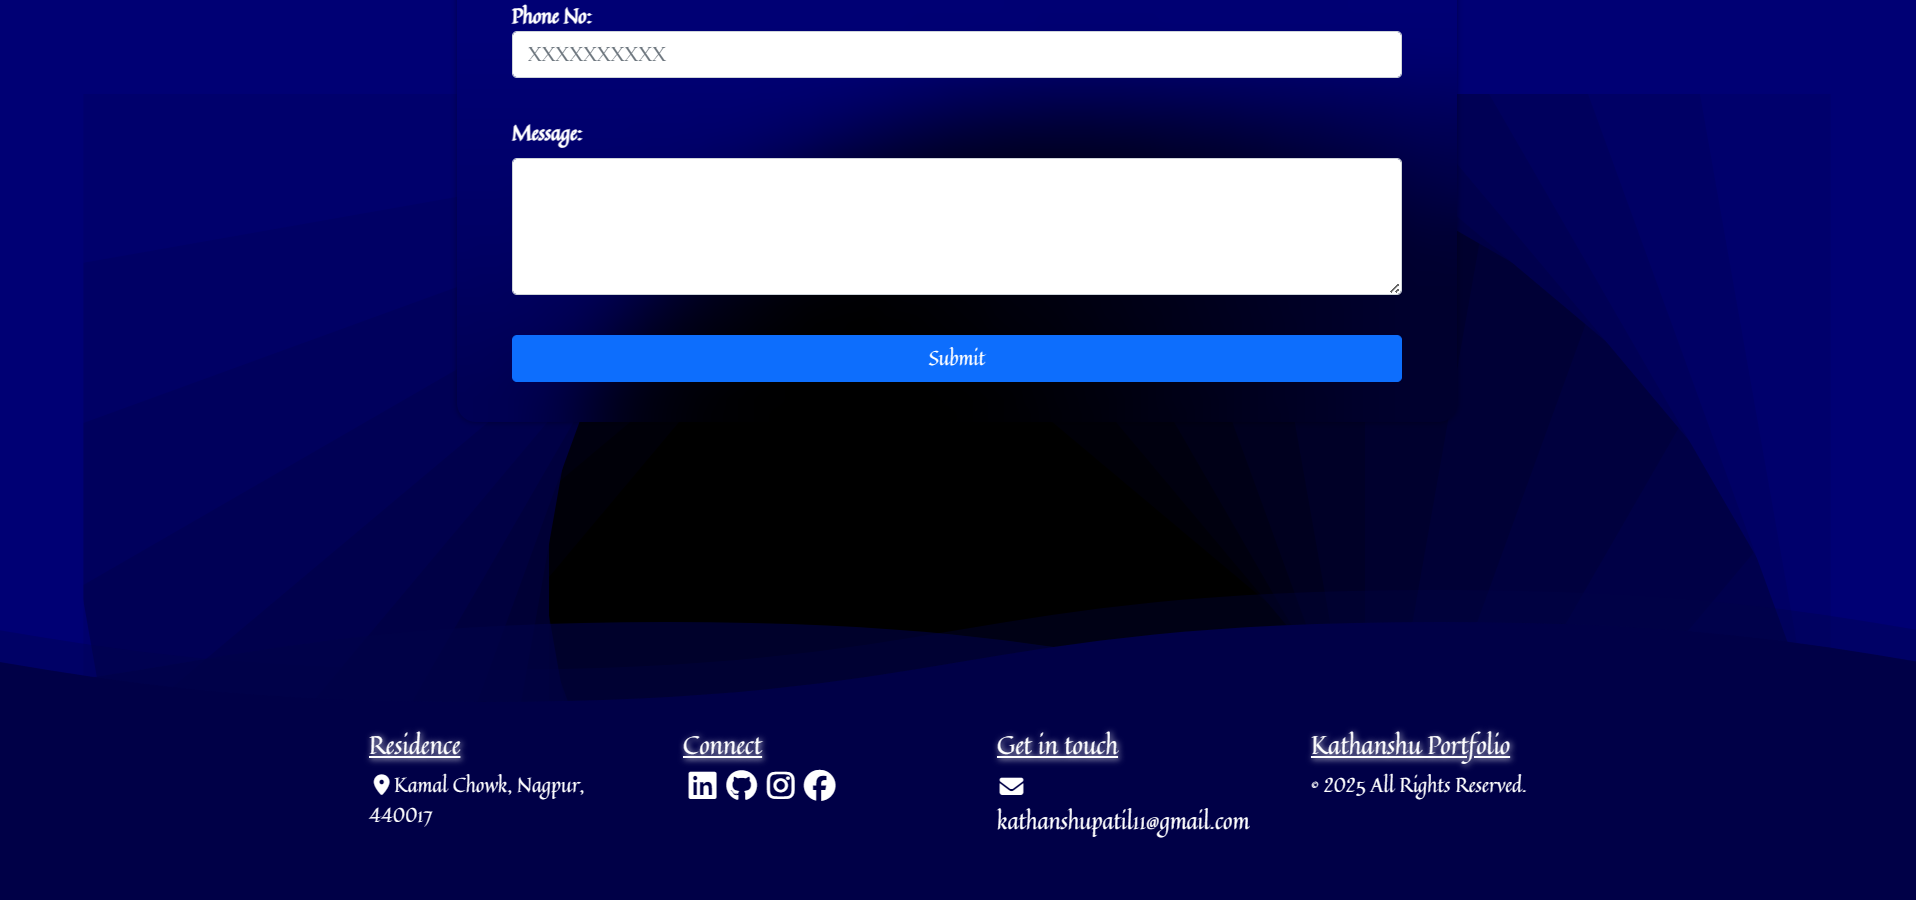 Phone No:
XXXXXXXXXX
Message:
Submit
Residence
Kamal Chowk, Nagpur,
440017
Connect
Get in touch
kathanshupatil11@gmail.com
Kathanshu Portfolio
© 2025 All Rights Reserved.